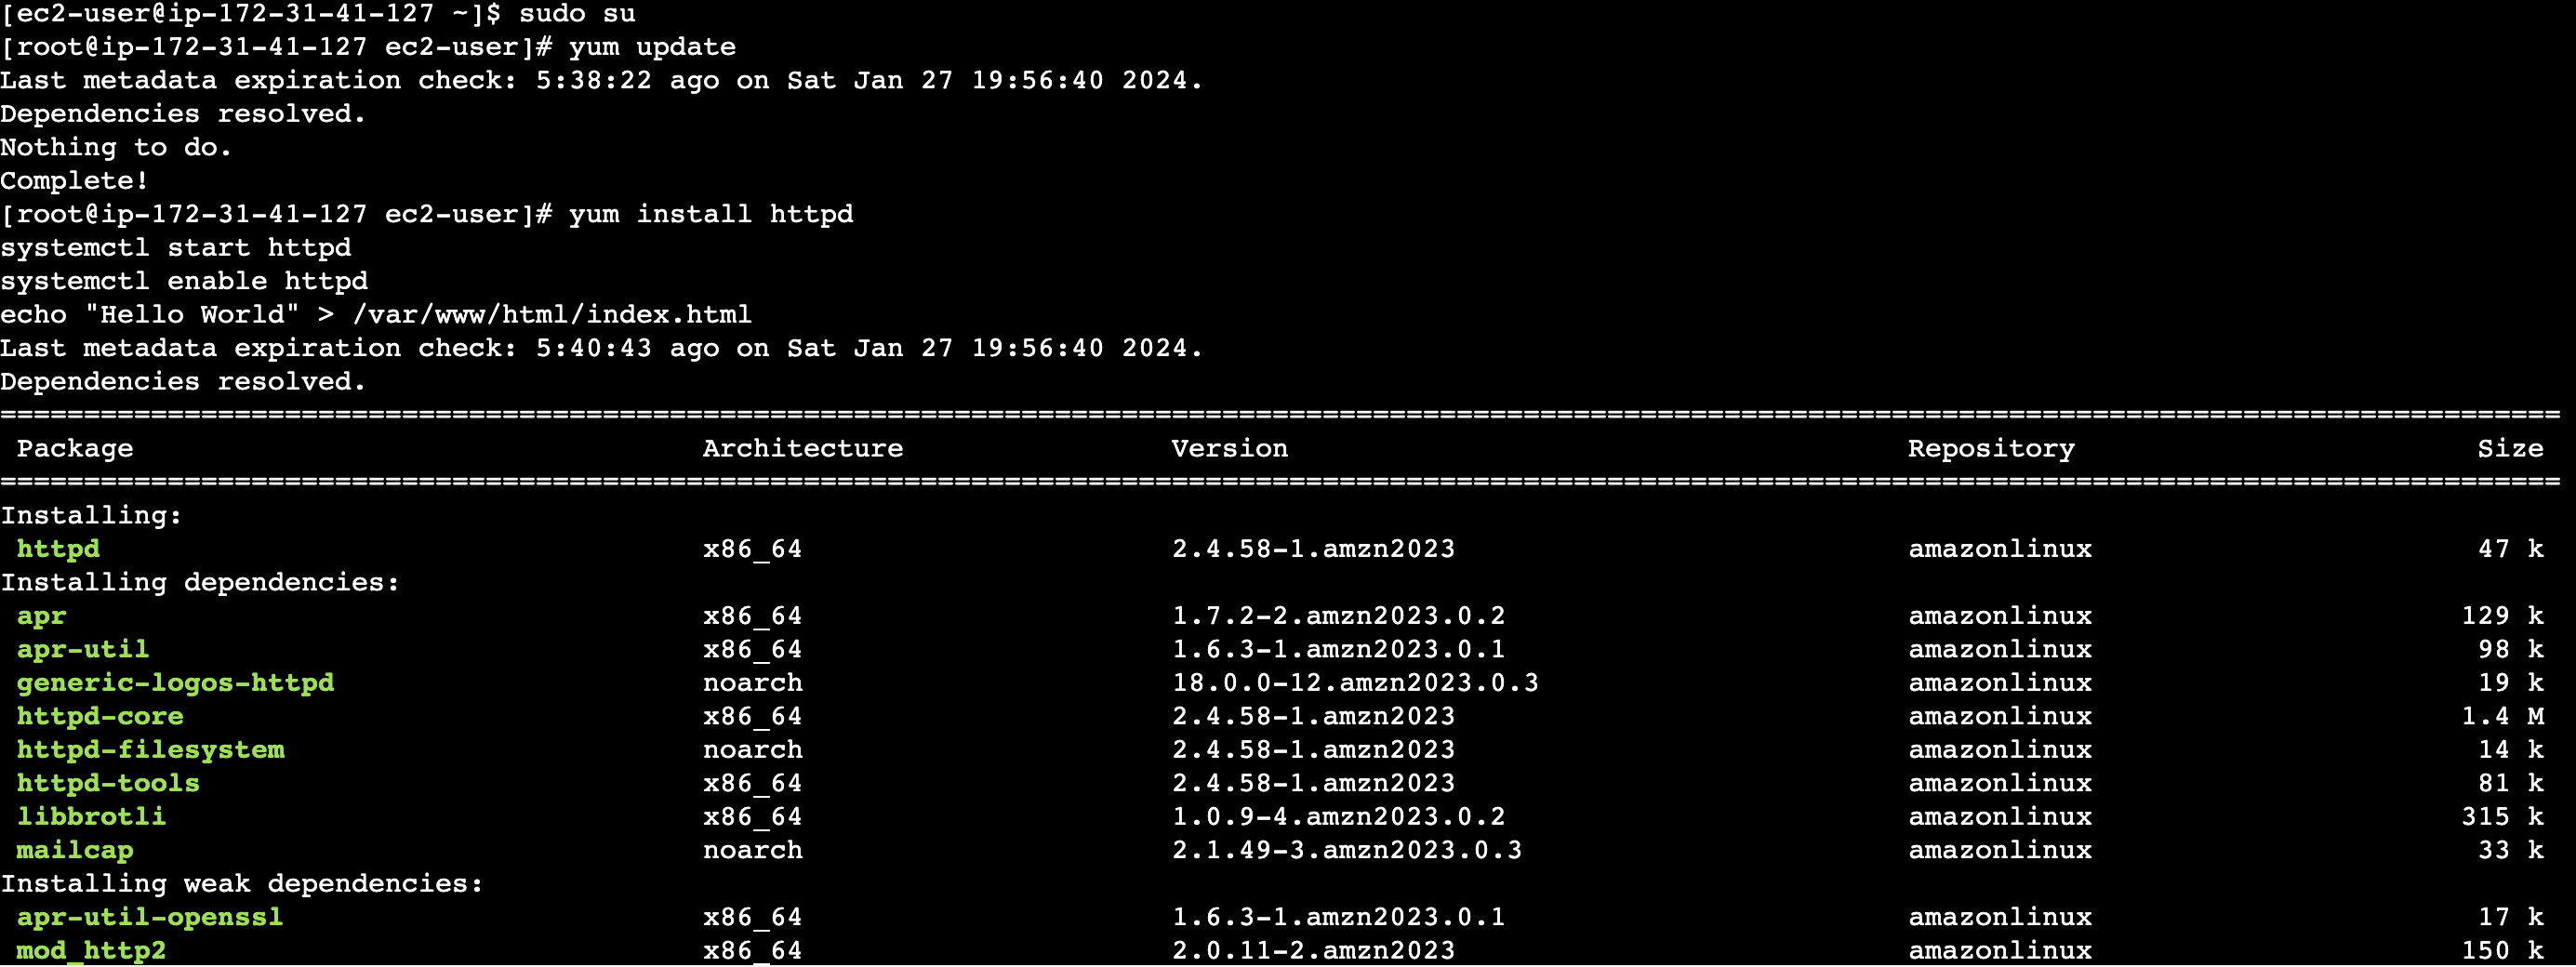 [ec2-user@ip-172-31-41-127 ~]$ sudo su
[root@ip-172-31-41-127 ec2-user]# yum update
Last metadata expiration check: 5:38:22 ago on Sat Jan 27 19:56:40 2024.
Dependencies resolved.
Nothing to do.
Complete!
[root@ip-172-31-41-127 ec2-user]# yum install httpd
systemctl start httpd
systemctl enable httpd
echo "Hello World" > /var/www/html/index.html
Last metadata expiration check: 5:40:43 ago on Sat Jan 27 19:56:40 2024.
Dependencies resolved.
Package Architecture Version Repository Size
Installing:
httpd x86_64 2.4.58-1.amzn2023 amazonlinux 47 k
Installing dependencies:
apr x86_64 1.7.2-2.amzn2023.0.2 amazonlinux 129 k
apr-util x86_64 1.6.3-1.amzn2023.0.1 amazonlinux 98 k
generic-logos-httpd noarch 18.0.0-12.amzn2023.0.3 amazonlinux 19 k
httpd-core x86_64 2.4.58-1.amzn2023 amazonlinux 1.4 M
httpd-filesystem noarch 2.4.58-1.amzn2023 amazonlinux 14 k
httpd-tools x86_64 2.4.58-1.amzn2023 amazonlinux 81 k
libbrotli x86_64 1.0.9-4.amzn2023.0.2 amazonlinux 315 k
mailcap noarch 2.1.49-3.amzn2023.0.3 amazonlinux 33 k
Installing weak dependencies:
apr-util-openssl x86_64 1.6.3-1.amzn2023.0.1 amazonlinux 17 k
mod_http2 x86_64 2.0.11-2.amzn2023 amazonlinux 150 k